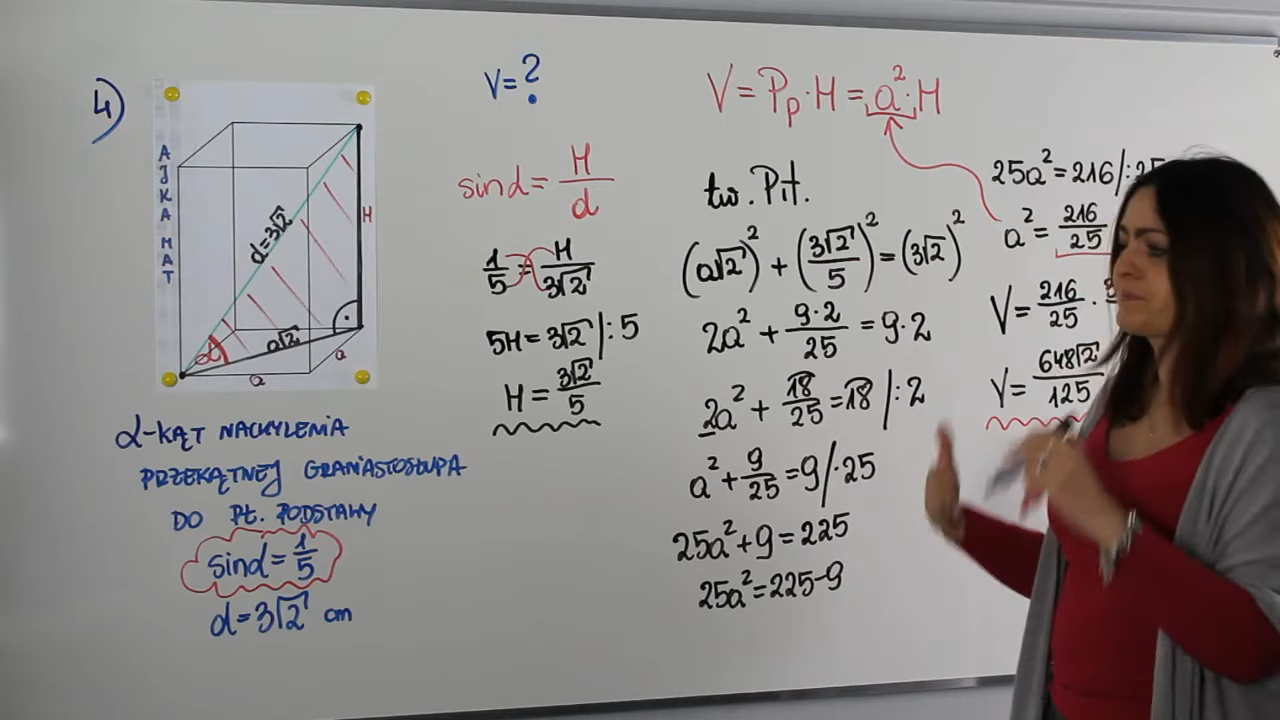 4)
AJKA MAT
d=3√2
H
α
a√2
a
a
α-KĄT NACHYLENIA
PRZEKĄTNEJ GRANIASTOSŁUPA
DO PŁ. PODSTAWY
sinα=1/5
d=3√2 cm
V=?
sinα=H/d
1/5=H/3√2
5H=3√2/:5
H=3√2/5
V=Pp·H=a²·H
tw. Pit.
(a√2)²+(3√2/5)²=(3√2)²
2a²+9·2/25=9·2
2a²+18/25=18/:2
a²+9/25=9/·25
25a²+9=225
25a²=225-9
25a²=216/:25
a²=216/25
V=216/25·
V=648√2/125